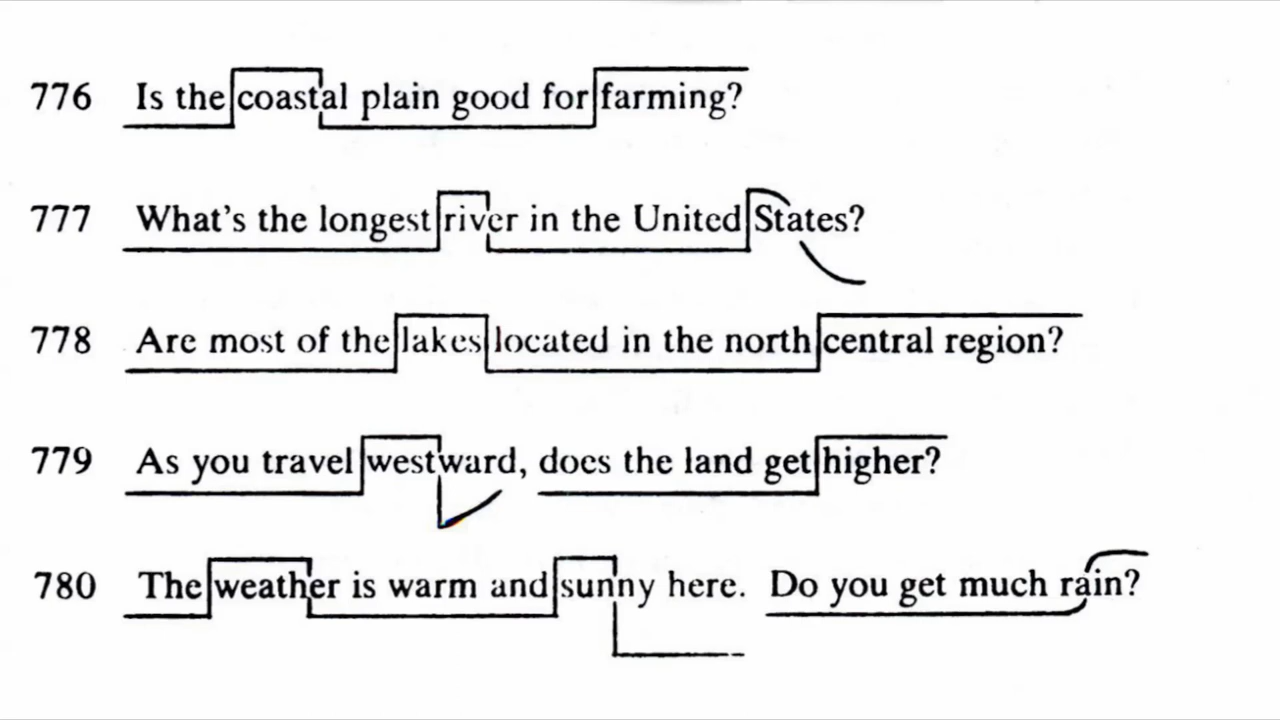 776 Is the coastal plain good for farming?
777 What's the longest river in the United States?
778 Are most of the lakes located in the north central region?
779 As you travel westward, does the land get higher?
780 The weather is warm and sunny here. Do you get much rain?